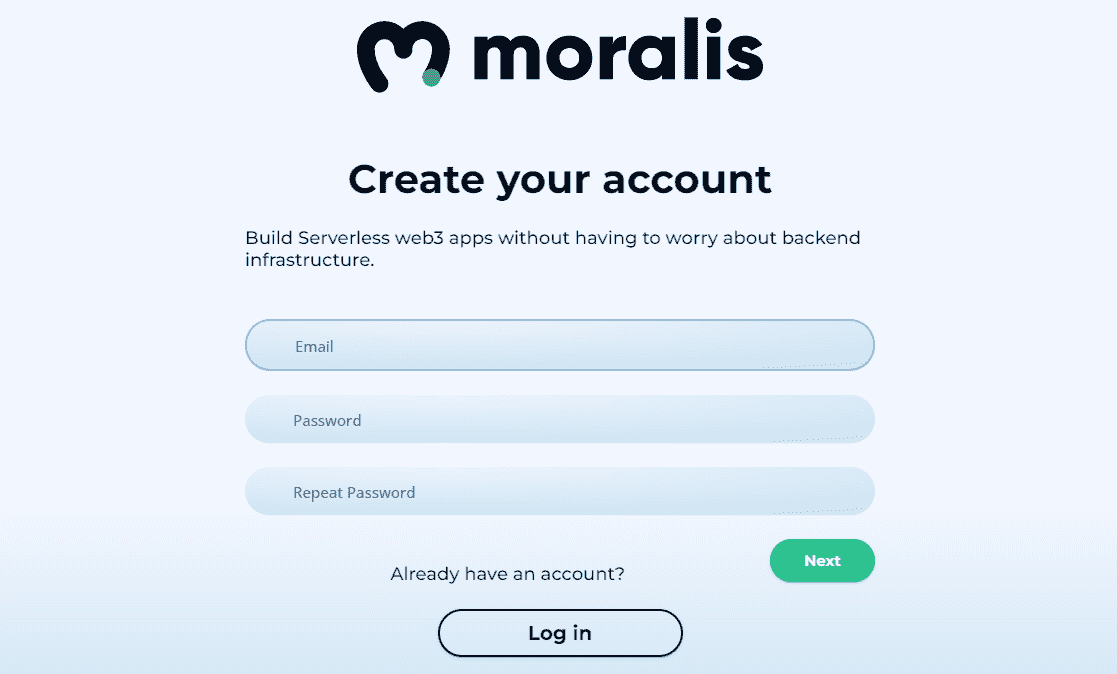 moralis
Create your account
Build Serverless web3 apps without having to worry about backend
infrastructure.
Email
Password
Repeat Password
Next
Already have an account?
Log in